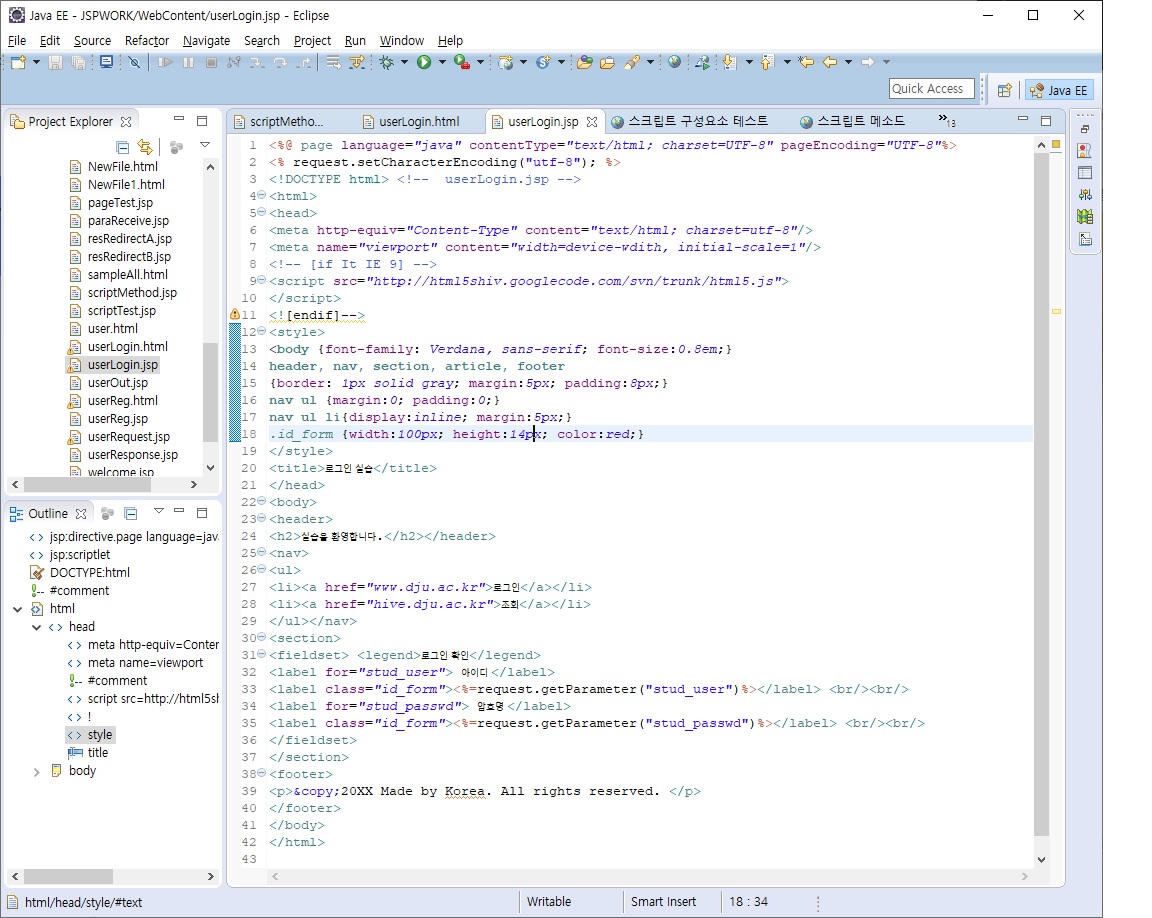 Java EE - JSPWORK/WebContent/userLogin.jsp - Eclipse
File Edit Source Refactor Navigate Search Project Run Window Help
Quick Access
Java EE
Project Explorer
NewFile.html
NewFile1.html
pageTest.jsp
paraReceive.jsp
resRedirectA.jsp
resRedirectB.jsp
sampleAll.html
scriptMethod.jsp
scriptTest.jsp
user.html
userLogin.html
userLogin.jsp
userOut.jsp
userReg.html
userReg.jsp
userRequest.jsp
userResponse.jsp
welcome.jsp
Outline
jsp:directive.page language=jav
jsp:scriptlet
DOCTYPE:html
#comment
html
head
meta http-equiv=Conter
meta name=viewport
#comment
script src=http://html5sh
!
style
title
body
scriptMetho... userLogin.html userLogin.jsp 스크립트 구성요소 테스트 스크립트 메소드 »13
1 <%@ page language="java" contentType="text/html; charset=UTF-8" pageEncoding="UTF-8"%>
2 <% request.setCharacterEncoding("utf-8"); %>
3 <!DOCTYPE html> <!--  userLogin.jsp -->
4 <html>
5 <head>
6 <meta http-equiv="Content-Type" content="text/html; charset=utf-8"/>
7 <meta name="viewport" content="width=device-wdith, initial-scale=1"/>
8 <!-- [if It IE 9] -->
9 <script src="http://html5shiv.googlecode.com/svn/trunk/html5.js">
10 </script>
11 <![endif]-->
12 <style>
13 <body {font-family: Verdana, sans-serif; font-size:0.8em;}
14 header, nav, section, article, footer
15 {border: 1px solid gray; margin:5px; padding:8px;}
16 nav ul {margin:0; padding:0;}
17 nav ul li{display:inline; margin:5px;}
18 .id_form {width:100px; height:14px; color:red;}
19 </style>
20 <title>로그인 실습</title>
21 </head>
22 <body>
23 <header>
24 <h2>실습을 환영합니다.</h2></header>
25 <nav>
26 <ul>
27 <li><a href="www.dju.ac.kr">로그인</a></li>
28 <li><a href="hive.dju.ac.kr">조회</a></li>
29 </ul></nav>
30 <section>
31 <fieldset> <legend>로그인 확인</legend>
32 <label for="stud_user"> 아이디 </label>
33 <label class="id_form"><%=request.getParameter("stud_user")%></label> <br/><br/>
34 <label for="stud_passwd"> 암호명 </label>
35 <label class="id_form"><%=request.getParameter("stud_passwd")%></label> <br/><br/>
36 </fieldset>
37 </section>
38 <footer>
39 <p>&copy;20XX Made by Korea. All rights reserved. </p>
40 </footer>
41 </body>
42 </html>
43
html/head/style/#text
Writable
Smart Insert
18 : 34